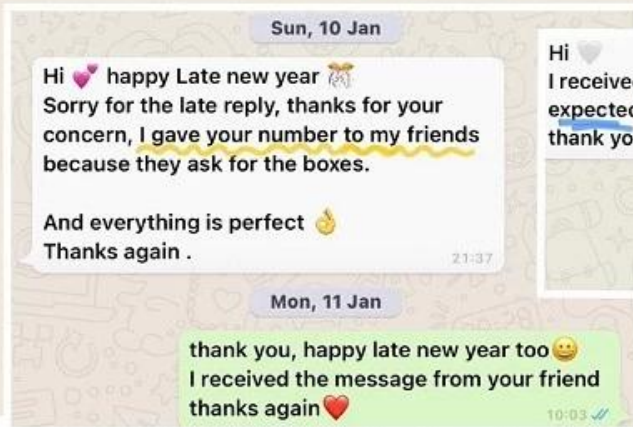 Sun, 10 Jan
Hi 💕 happy Late new year 🎊
Sorry for the late reply, thanks for your
concern, I gave your number to my friends
because they ask for the boxes.
And everything is perfect 👌
Thanks again .
21:37
Mon, 11 Jan
thank you, happy late new year too😀
I received the message from your friend
thanks again❤️
10:03
Hi 🤍
I receive
expected
thank yo